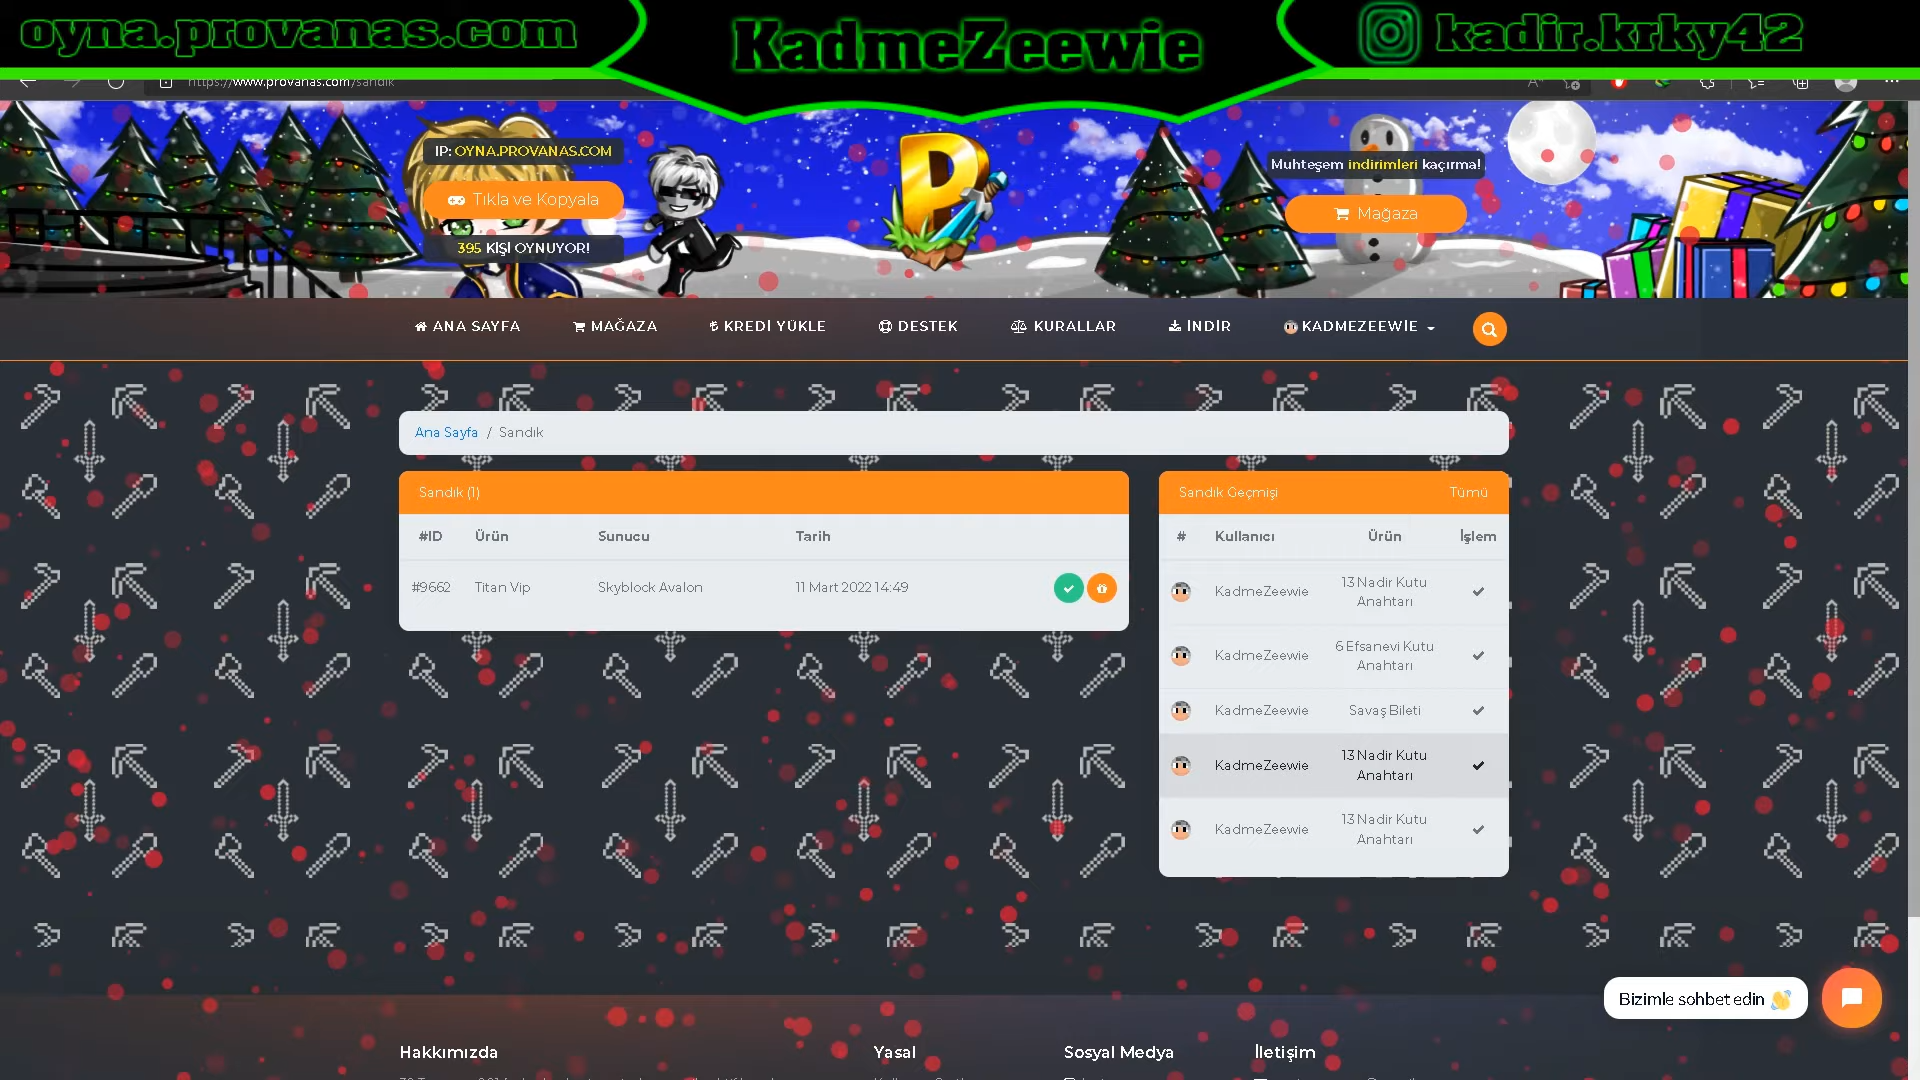 oyna.provanas.com
KadmeZeewie
kadir.krky42
https://www.provanas.com/sandik
IP: OYNA.PROVANAS.COM
Tıkla ve Kopyala
395 KİŞİ OYNUYOR!
Muhteşem indirimleri kaçırma!
Mağaza
ANA SAYFA
MAĞAZA
KREDİ YÜKLE
DESTEK
KURALLAR
İNDİR
KADMEZEEWIE
Ana Sayfa / Sandık
Sandık (1)
#ID Ürün Sunucu Tarih
#9662 Titan Vip Skyblock Avalon 11 Mart 2022 14:49
Sandık Geçmişi Tümü
# Kullanıcı Ürün İşlem
KadmeZeewie 13 Nadir Kutu
Anahtarı
KadmeZeewie 6 Efsanevi Kutu
Anahtarı
KadmeZeewie Savaş Bileti
KadmeZeewie 13 Nadir Kutu
Anahtarı
KadmeZeewie 13 Nadir Kutu
Anahtarı
Bizimle sohbet edin 👋
Hakkımızda
Yasal
Sosyal Medya
İletişim